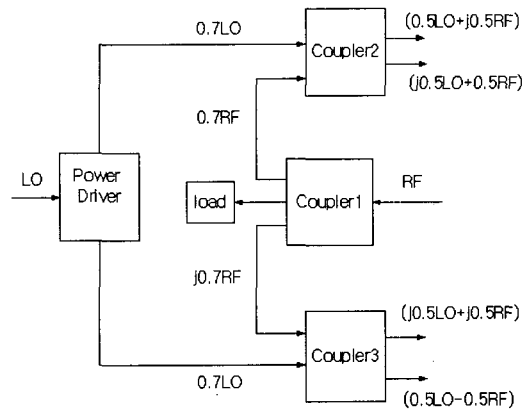 0.7LO
Coupler2
(0.5LO+j0.5RF)
(j0.5LO+0.5RF)
0.7RF
LO
Power
Driver
load
Coupler1
RF
j0.7RF
(j0.5LO+j0.5RF)
Coupler3
0.7LO
(0.5LO-0.5RF)